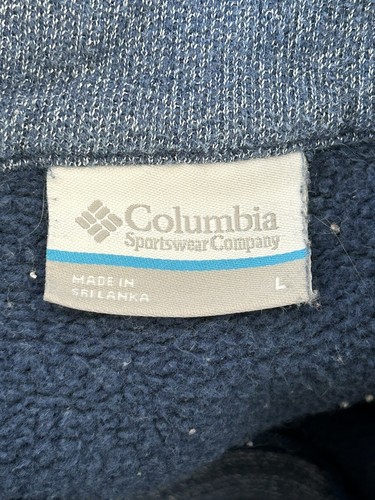 Columbia
Sportswear Company
MADE IN
SRI LANKA
L